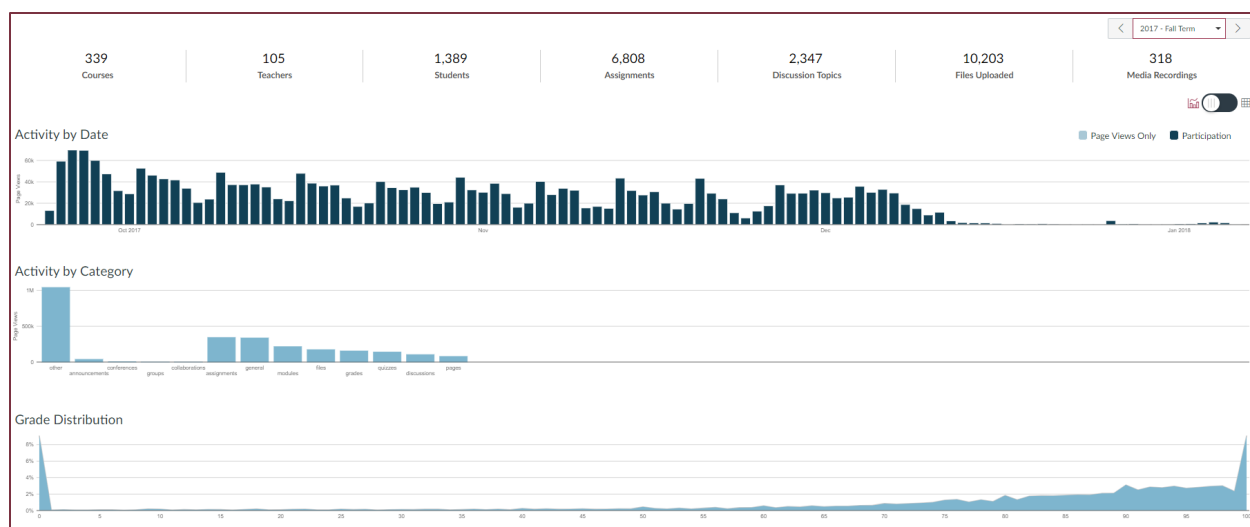 2017 - Fall Term
339 105 1,389 6,808 2,347 10,203 318
Courses Teachers Students Assignments Discussion Topics Files Uploaded Media Recordings
Activity by Date
Page Views Only Participation
Page Views
60k
40k
20k
0
Oct 2017 Nov Dec Jan 2018
Activity by Category
Page Views
1M
500k
0
other announcements conferences groups collaborations assignments general modules files grades quizzes discussions pages
Grade Distribution
8%
6%
4%
2%
0%
0 5 10 15 20 25 30 35 40 45 50 55 60 65 70 75 80 85 90 95 100